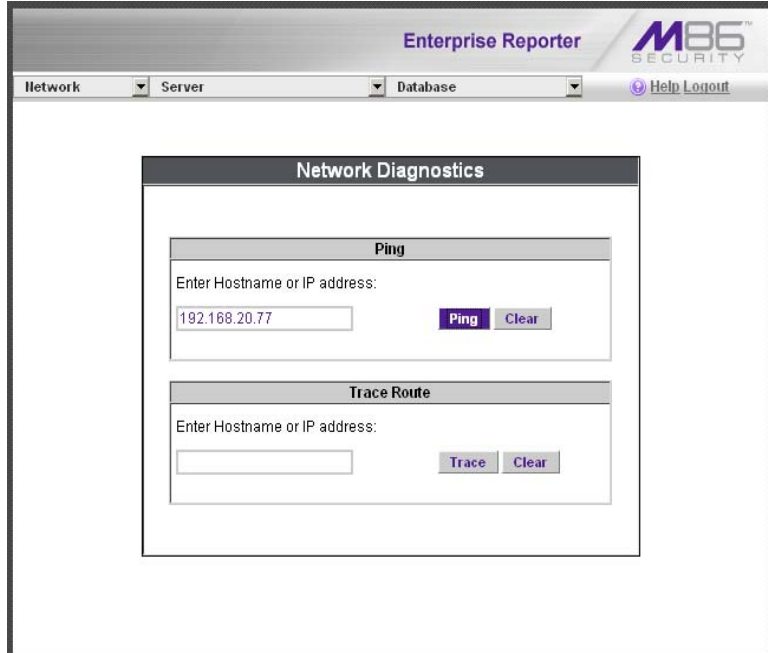 Enterprise Reporter
M86™
SECURITY
Network Server Database Help Logout
Network Diagnostics
Ping
Enter Hostname or IP address:
192.168.20.77 Ping Clear
Trace Route
Enter Hostname or IP address:
Trace Clear